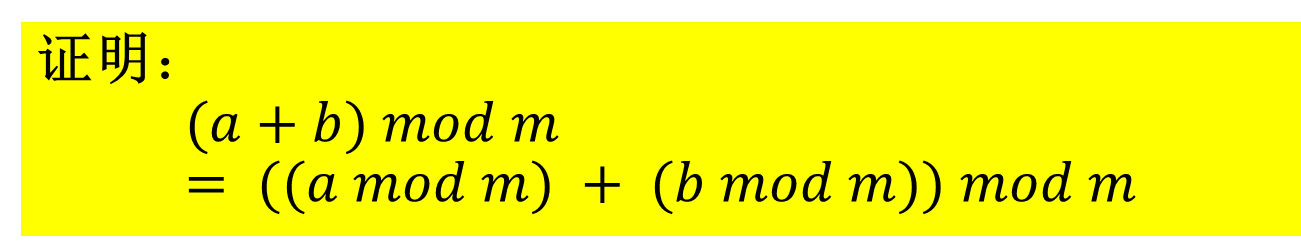 证明：
(a + b) mod m
= ((a mod m) + (b mod m)) mod m